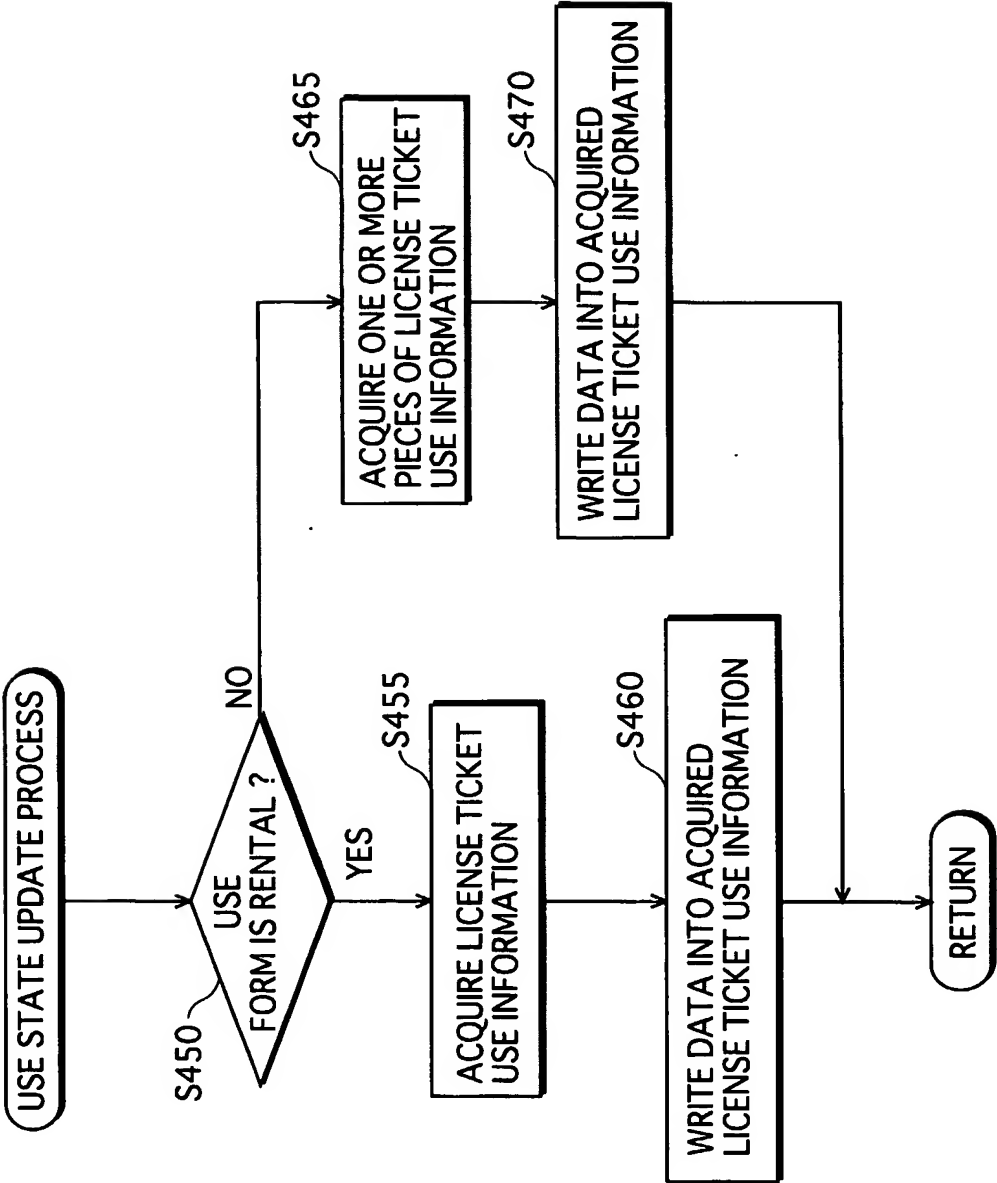 USE STATE UPDATE PROCESS
S450
USE
FORM IS RENTAL ?
NO
YES
S455
ACQUIRE LICENSE TICKET
USE INFORMATION
S460
WRITE DATA INTO ACQUIRED
LICENSE TICKET USE INFORMATION
S465
ACQUIRE ONE OR MORE
PIECES OF LICENSE TICKET
USE INFORMATION
S470
WRITE DATA INTO ACQUIRED
LICENSE TICKET USE INFORMATION
RETURN